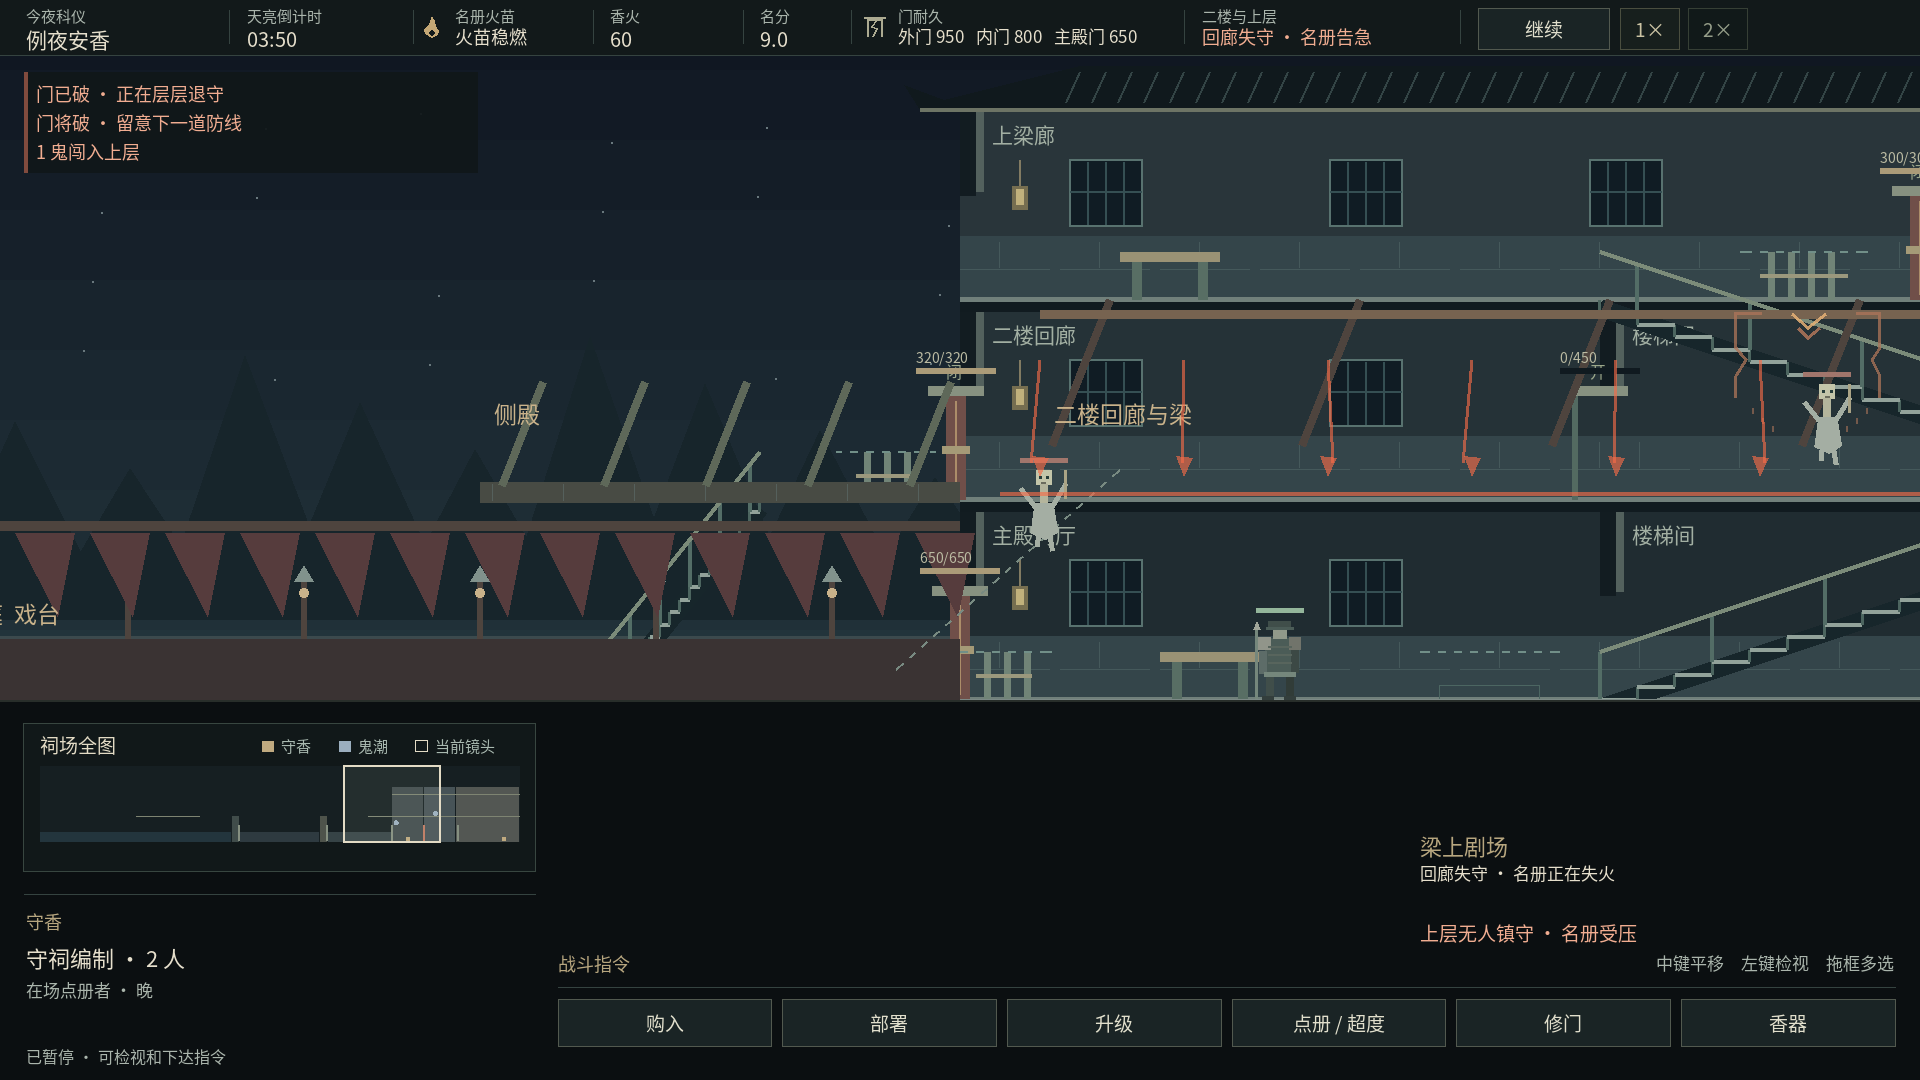 今夜科仪
例夜安香
天亮倒计时
03:50
名册火苗
火苗稳燃
香火
60
名分
9.0
门耐久
外门 950 内门 800 主殿门 650
二楼与上层
回廊失守 · 名册告急
继续
1×
2×
门已破 · 正在层层退守
门将破 · 留意下一道防线
1 鬼闯入上层
上梁廊
二楼回廊
320/320
闭
0/450
开
侧殿
二楼回廊与梁
主殿
厅
楼梯间
650/650
戏台
祠场全图
守香
鬼潮
当前镜头
守香
守祠编制 · 2 人
在场点册者 · 晚
已暂停 · 可检视和下达指令
梁上剧场
回廊失守 · 名册正在失火
上层无人镇守 · 名册受压
战斗指令
中键平移 左键检视 拖框多选
购入
部署
升级
点册 / 超度
修门
香器